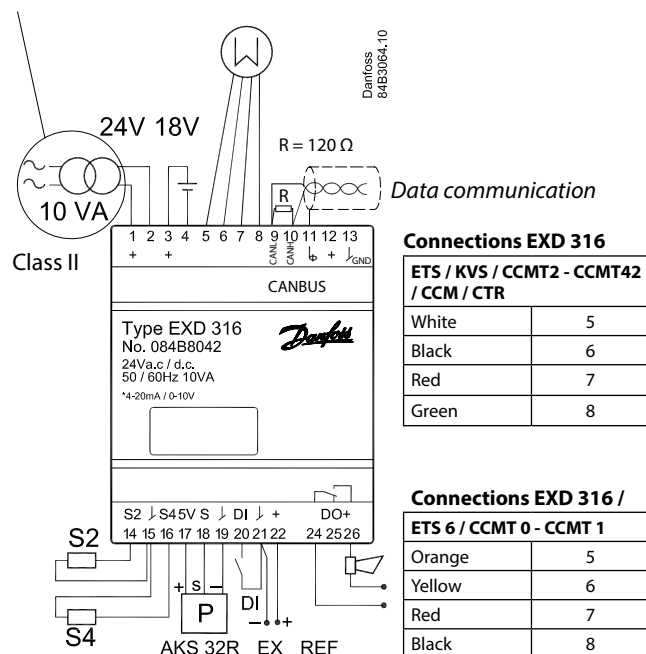 Danfoss
84B3064.10
24V 18V
R = 120 Ω
R
Data communication
10 VA
Class II
1 2 3 4 5 6 7 8 9 10 11 12 13
+ + CANL CANH + GND
CANBUS
Type EXD 316
No. 084B8042
24Va.c / d.c.
50 / 60Hz 10VA
*4-20mA / 0-10V
Danfoss
S2 S4 5V S DI + DO+
14 15 16 17 18 19 20 21 22 24 25 26
S2
S4
+ S −
P
DI
− +
AKS 32R EX REF
Connections EXD 316
ETS / KVS / CCMT2 - CCMT42
/ CCM / CTR
White 5
Black 6
Red 7
Green 8
Connections EXD 316 /
ETS 6 / CCMT 0 - CCMT 1
Orange 5
Yellow 6
Red 7
Black 8